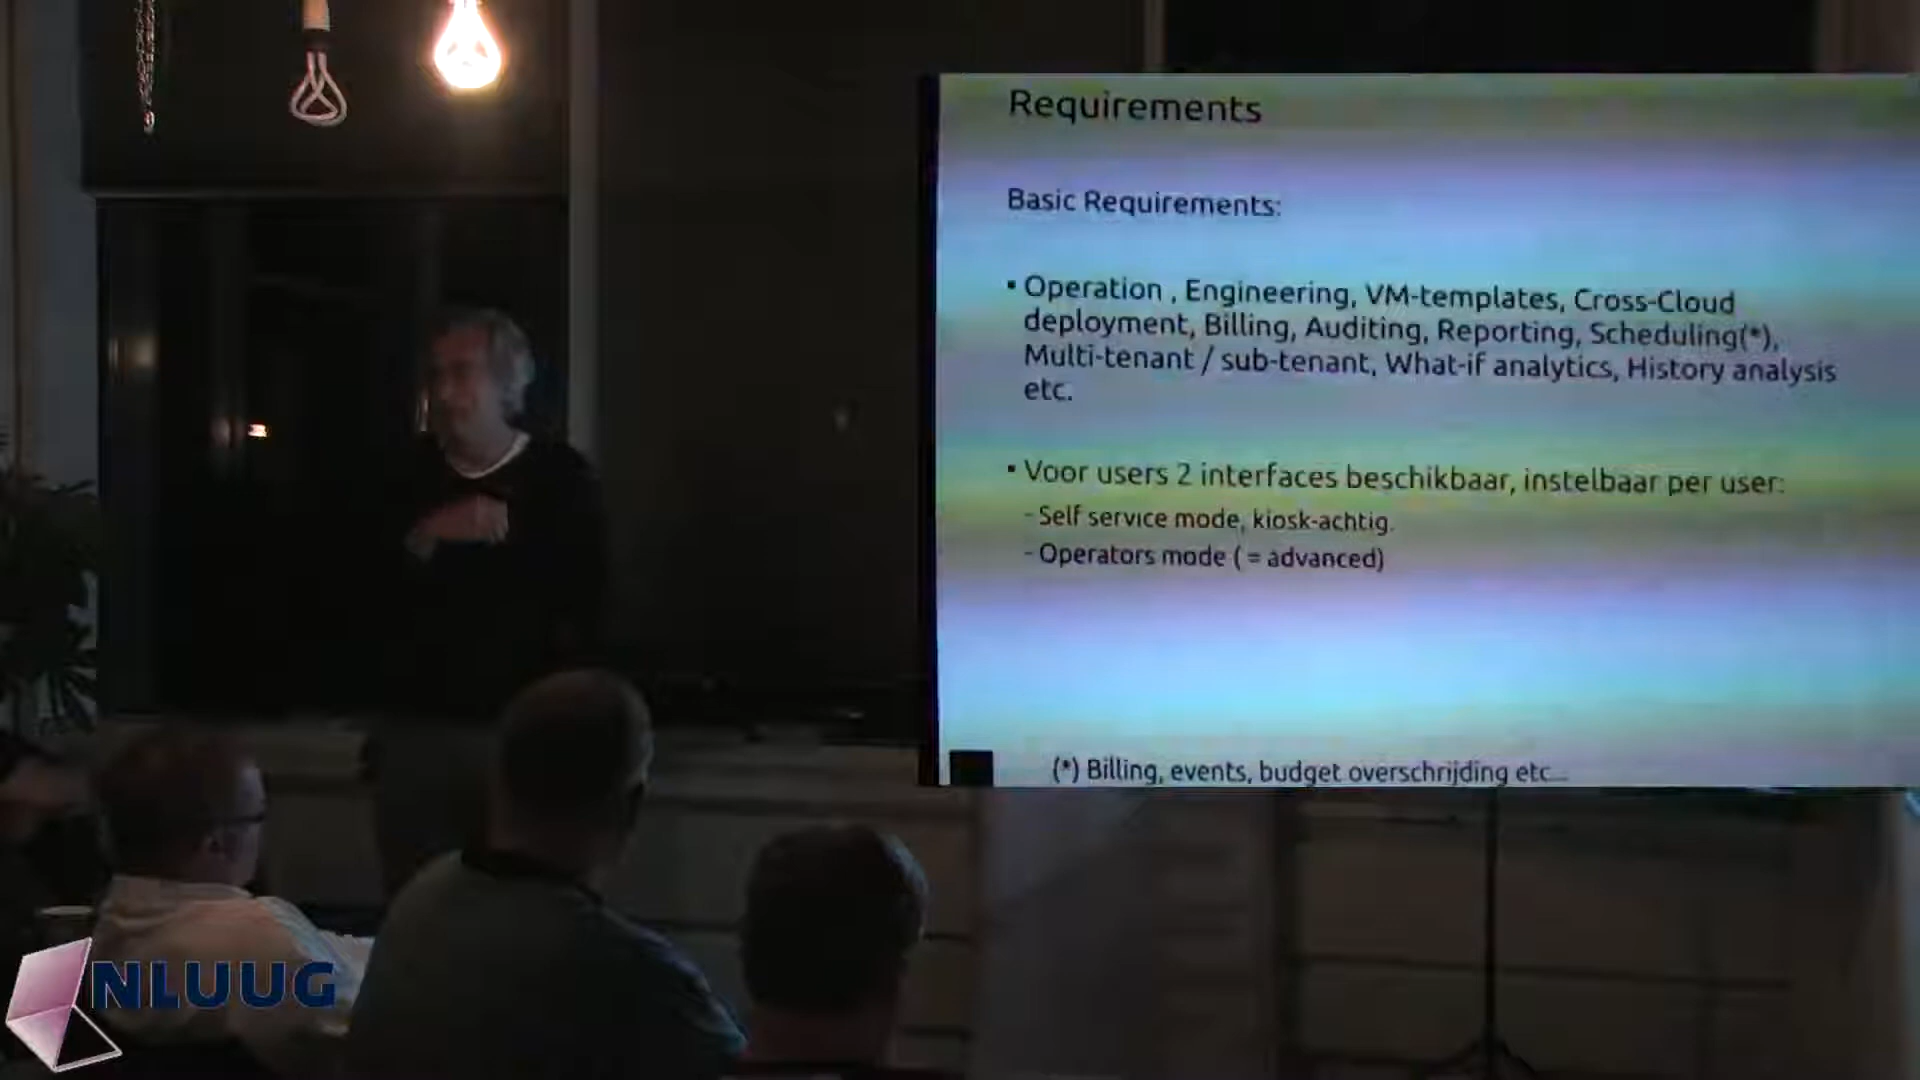 Requirements
Basic Requirements:
▪ Operation , Engineering, VM-templates, Cross-Cloud
deployment, Billing, Auditing, Reporting, Scheduling(*),
Multi-tenant / sub-tenant, What-if analytics, History analysis
etc.
▪ Voor users 2 interfaces beschikbaar, instelbaar per user:
- Self service mode, kiosk-achtig.
- Operators mode ( = advanced)
(*) Billing, events, budget overschrijding etc...
NLUUG